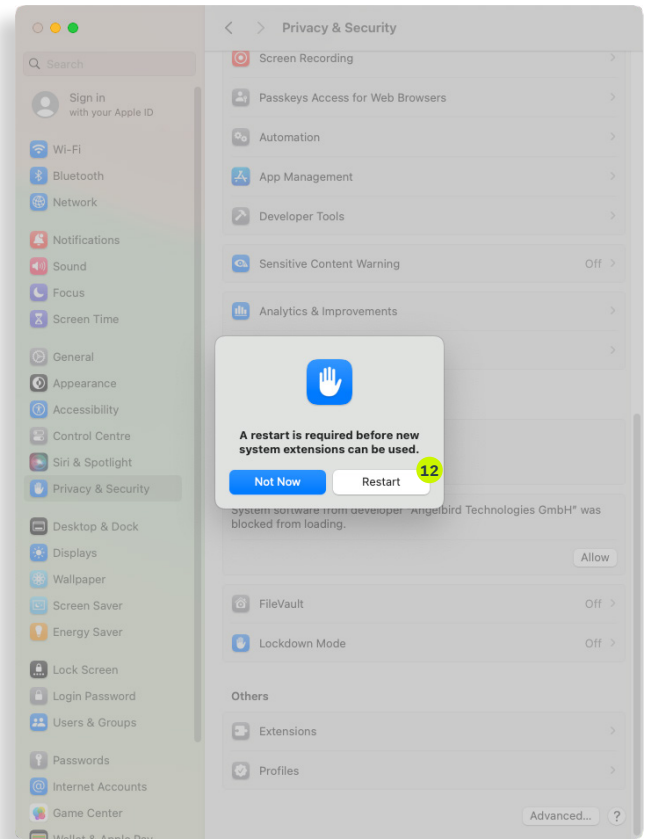 Privacy & Security
Search
Sign in
with your Apple ID
Wi-Fi
Bluetooth
Network
Notifications
Sound
Focus
Screen Time
General
Appearance
Accessibility
Control Centre
Siri & Spotlight
Privacy & Security
Desktop & Dock
Displays
Wallpaper
Screen Saver
Energy Saver
Lock Screen
Login Password
Users & Groups
Passwords
Internet Accounts
Game Center
Wallet & Apple Pay
Screen Recording
Passkeys Access for Web Browsers
Automation
App Management
Developer Tools
Sensitive Content Warning Off
Analytics & Improvements
A restart is required before new
system extensions can be used.
Not Now Restart 12
System software from developer "Angelbird Technologies GmbH" was
blocked from loading.
Allow
FileVault Off
Lockdown Mode Off
Others
Extensions
Profiles
Advanced... ?